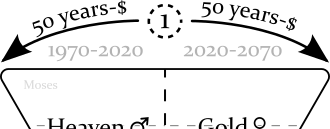 50 years-$ 1 50 years-$
1970-2020 2020-2070
Moses
Heaven ♂ Gold ♀